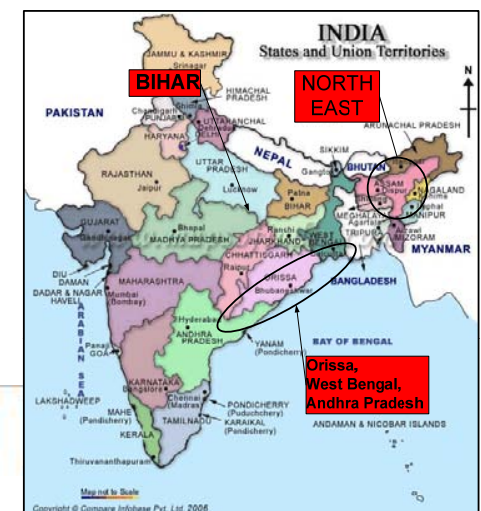 INDIA
States and Union Territories
JAMMU & KASHMIR
Srinagar
BIHAR
NORTH
EAST
N
HIMACHAL
PRADESH
PAKISTAN
Chandigarh
PUNJAB
UTTARANCHAL
Dehradun
DELHI
HARYANA
ARUNACHAL PRADESH
SIKKIM
Gangtok
NEPAL
BHUTAN
RAJASTHAN
Jaipur
UTTAR
PRADESH
Lucknow
ASSAM
Dispur
NAGALAND
Patna
BIHAR
MEGHALAYA
MANIPUR
GUJARAT
Gandhinagar
Bhopal
MADHYA PRADESH
Ranchi
JHARKHAND
WEST
BENGAL
Agartala
TRIPURA
MIZORAM
MYANMAR
CHHATTISGARH
Raipur
ORISSA
Bhubaneshwar
BANGLADESH
DIU
DAMAN
DADAR & NAGAR
HAVELI
MAHARASHTRA
Mumbai
(Bombay)
ARABIAN SEA
Hyderabad
ANDHRA
PRADESH
YANAM
(Pondicherry)
BAY OF BENGAL
Panaji
GOA
Orissa,
West Bengal,
Andhra Pradesh
KARNATAKA
Bangalore
Chennai
(Madras)
LAKSHADWEEP
PONDICHERRY
(Puduchery)
MAHE
(Pondicherry)
KARAIKAL
(Pondicherry)
TAMILNADU
KERALA
ANDAMAN & NICOBAR ISLANDS
Thiruvananthapuram
Map not to Scale
Copyright © Compare Infobase Pvt. Ltd. 2006